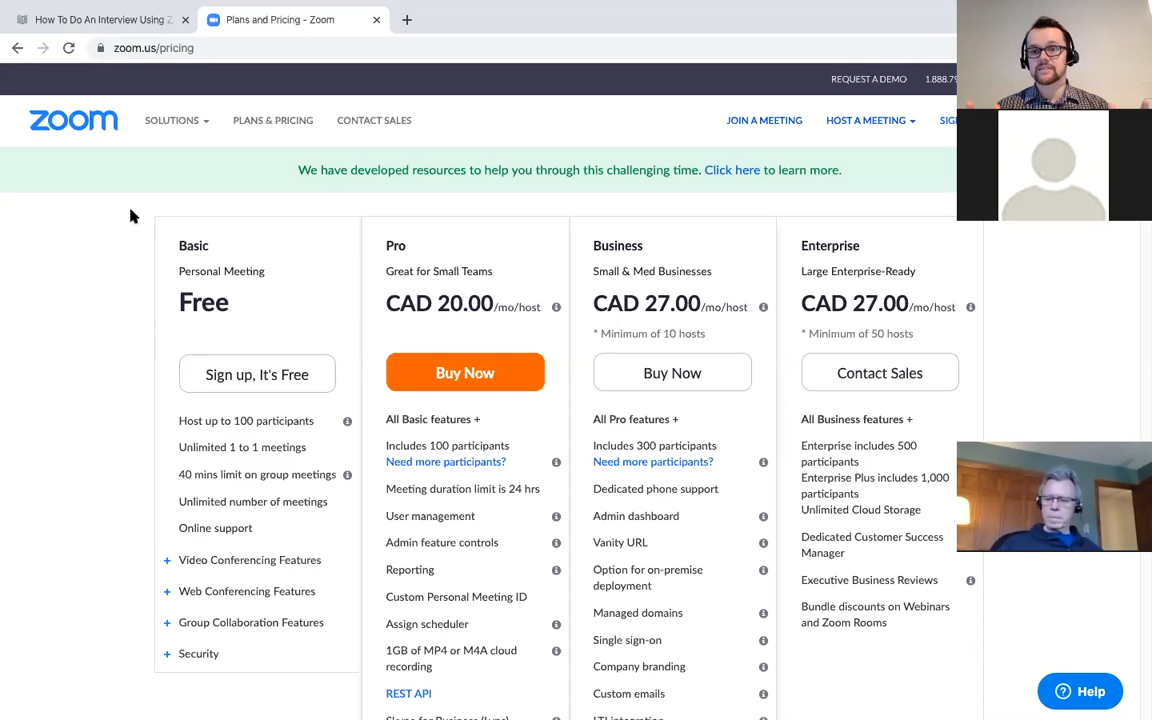 How To Do An Interview Using Z
Plans and Pricing - Zoom
zoom.us/pricing
REQUEST A DEMO
1.888.79
zoom
SOLUTIONS
PLANS & PRICING
CONTACT SALES
JOIN A MEETING
HOST A MEETING
SIG
We have developed resources to help you through this challenging time. Click here to learn more.
Basic
Personal Meeting
Free
Sign up, It's Free
Host up to 100 participants
Unlimited 1 to 1 meetings
40 mins limit on group meetings
Unlimited number of meetings
Online support
+ Video Conferencing Features
+ Web Conferencing Features
+ Group Collaboration Features
+ Security
Pro
Great for Small Teams
CAD 20.00/mo/host
Buy Now
All Basic features +
Includes 100 participants
Need more participants?
Meeting duration limit is 24 hrs
User management
Admin feature controls
Reporting
Custom Personal Meeting ID
Assign scheduler
1GB of MP4 or M4A cloud
recording
REST API
Skype for Business (Lync)
Business
Small & Med Businesses
CAD 27.00/mo/host
* Minimum of 10 hosts
Buy Now
All Pro features +
Includes 300 participants
Need more participants?
Dedicated phone support
Admin dashboard
Vanity URL
Option for on-premise
deployment
Managed domains
Single sign-on
Company branding
Custom emails
LTI integration
Enterprise
Large Enterprise-Ready
CAD 27.00/mo/host
* Minimum of 50 hosts
Contact Sales
All Business features +
Enterprise includes 500
participants
Enterprise Plus includes 1,000
participants
Unlimited Cloud Storage
Dedicated Customer Success
Manager
Executive Business Reviews
Bundle discounts on Webinars
and Zoom Rooms
Help